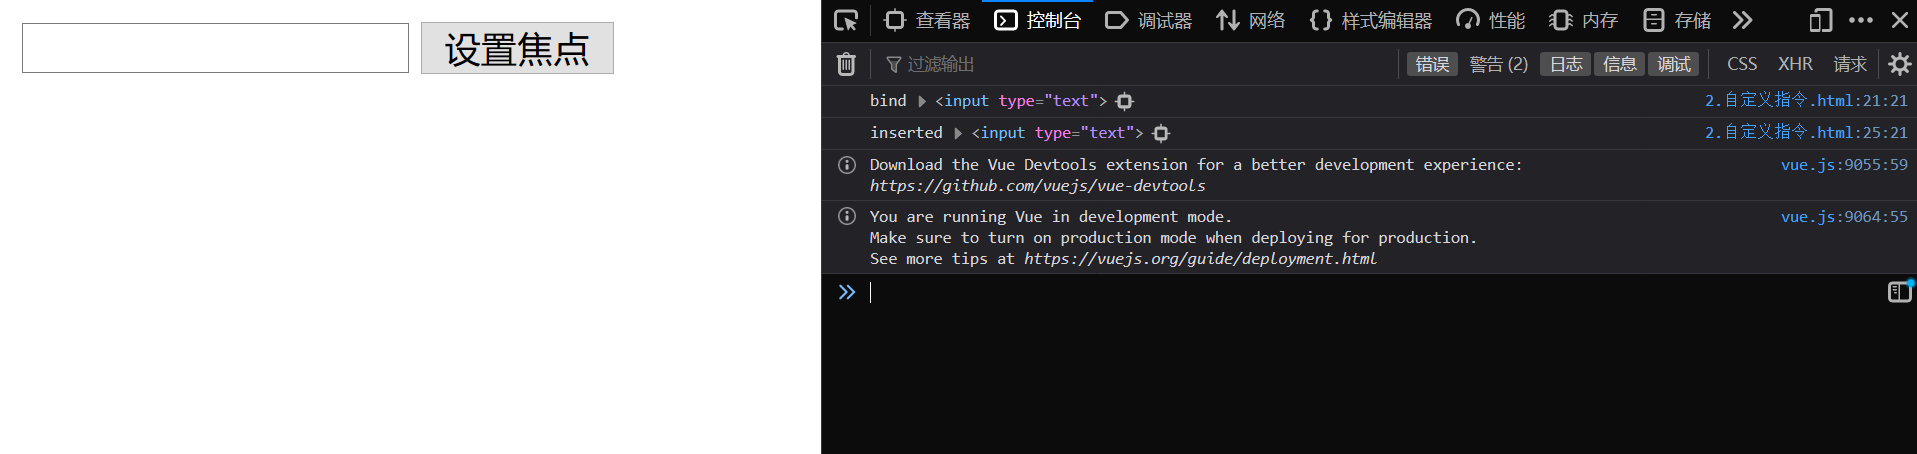 设置焦点
查看器 控制台 调试器 网络 样式编辑器 性能 内存 存储
过滤输出 错误 警告 (2) 日志 信息 调试 CSS XHR 请求
bind <input type="text"> 2.自定义指令.html:21:21
inserted <input type="text"> 2.自定义指令.html:25:21
Download the Vue Devtools extension for a better development experience: vue.js:9055:59
https://github.com/vuejs/vue-devtools
You are running Vue in development mode. vue.js:9064:55
Make sure to turn on production mode when deploying for production.
See more tips at https://vuejs.org/guide/deployment.html